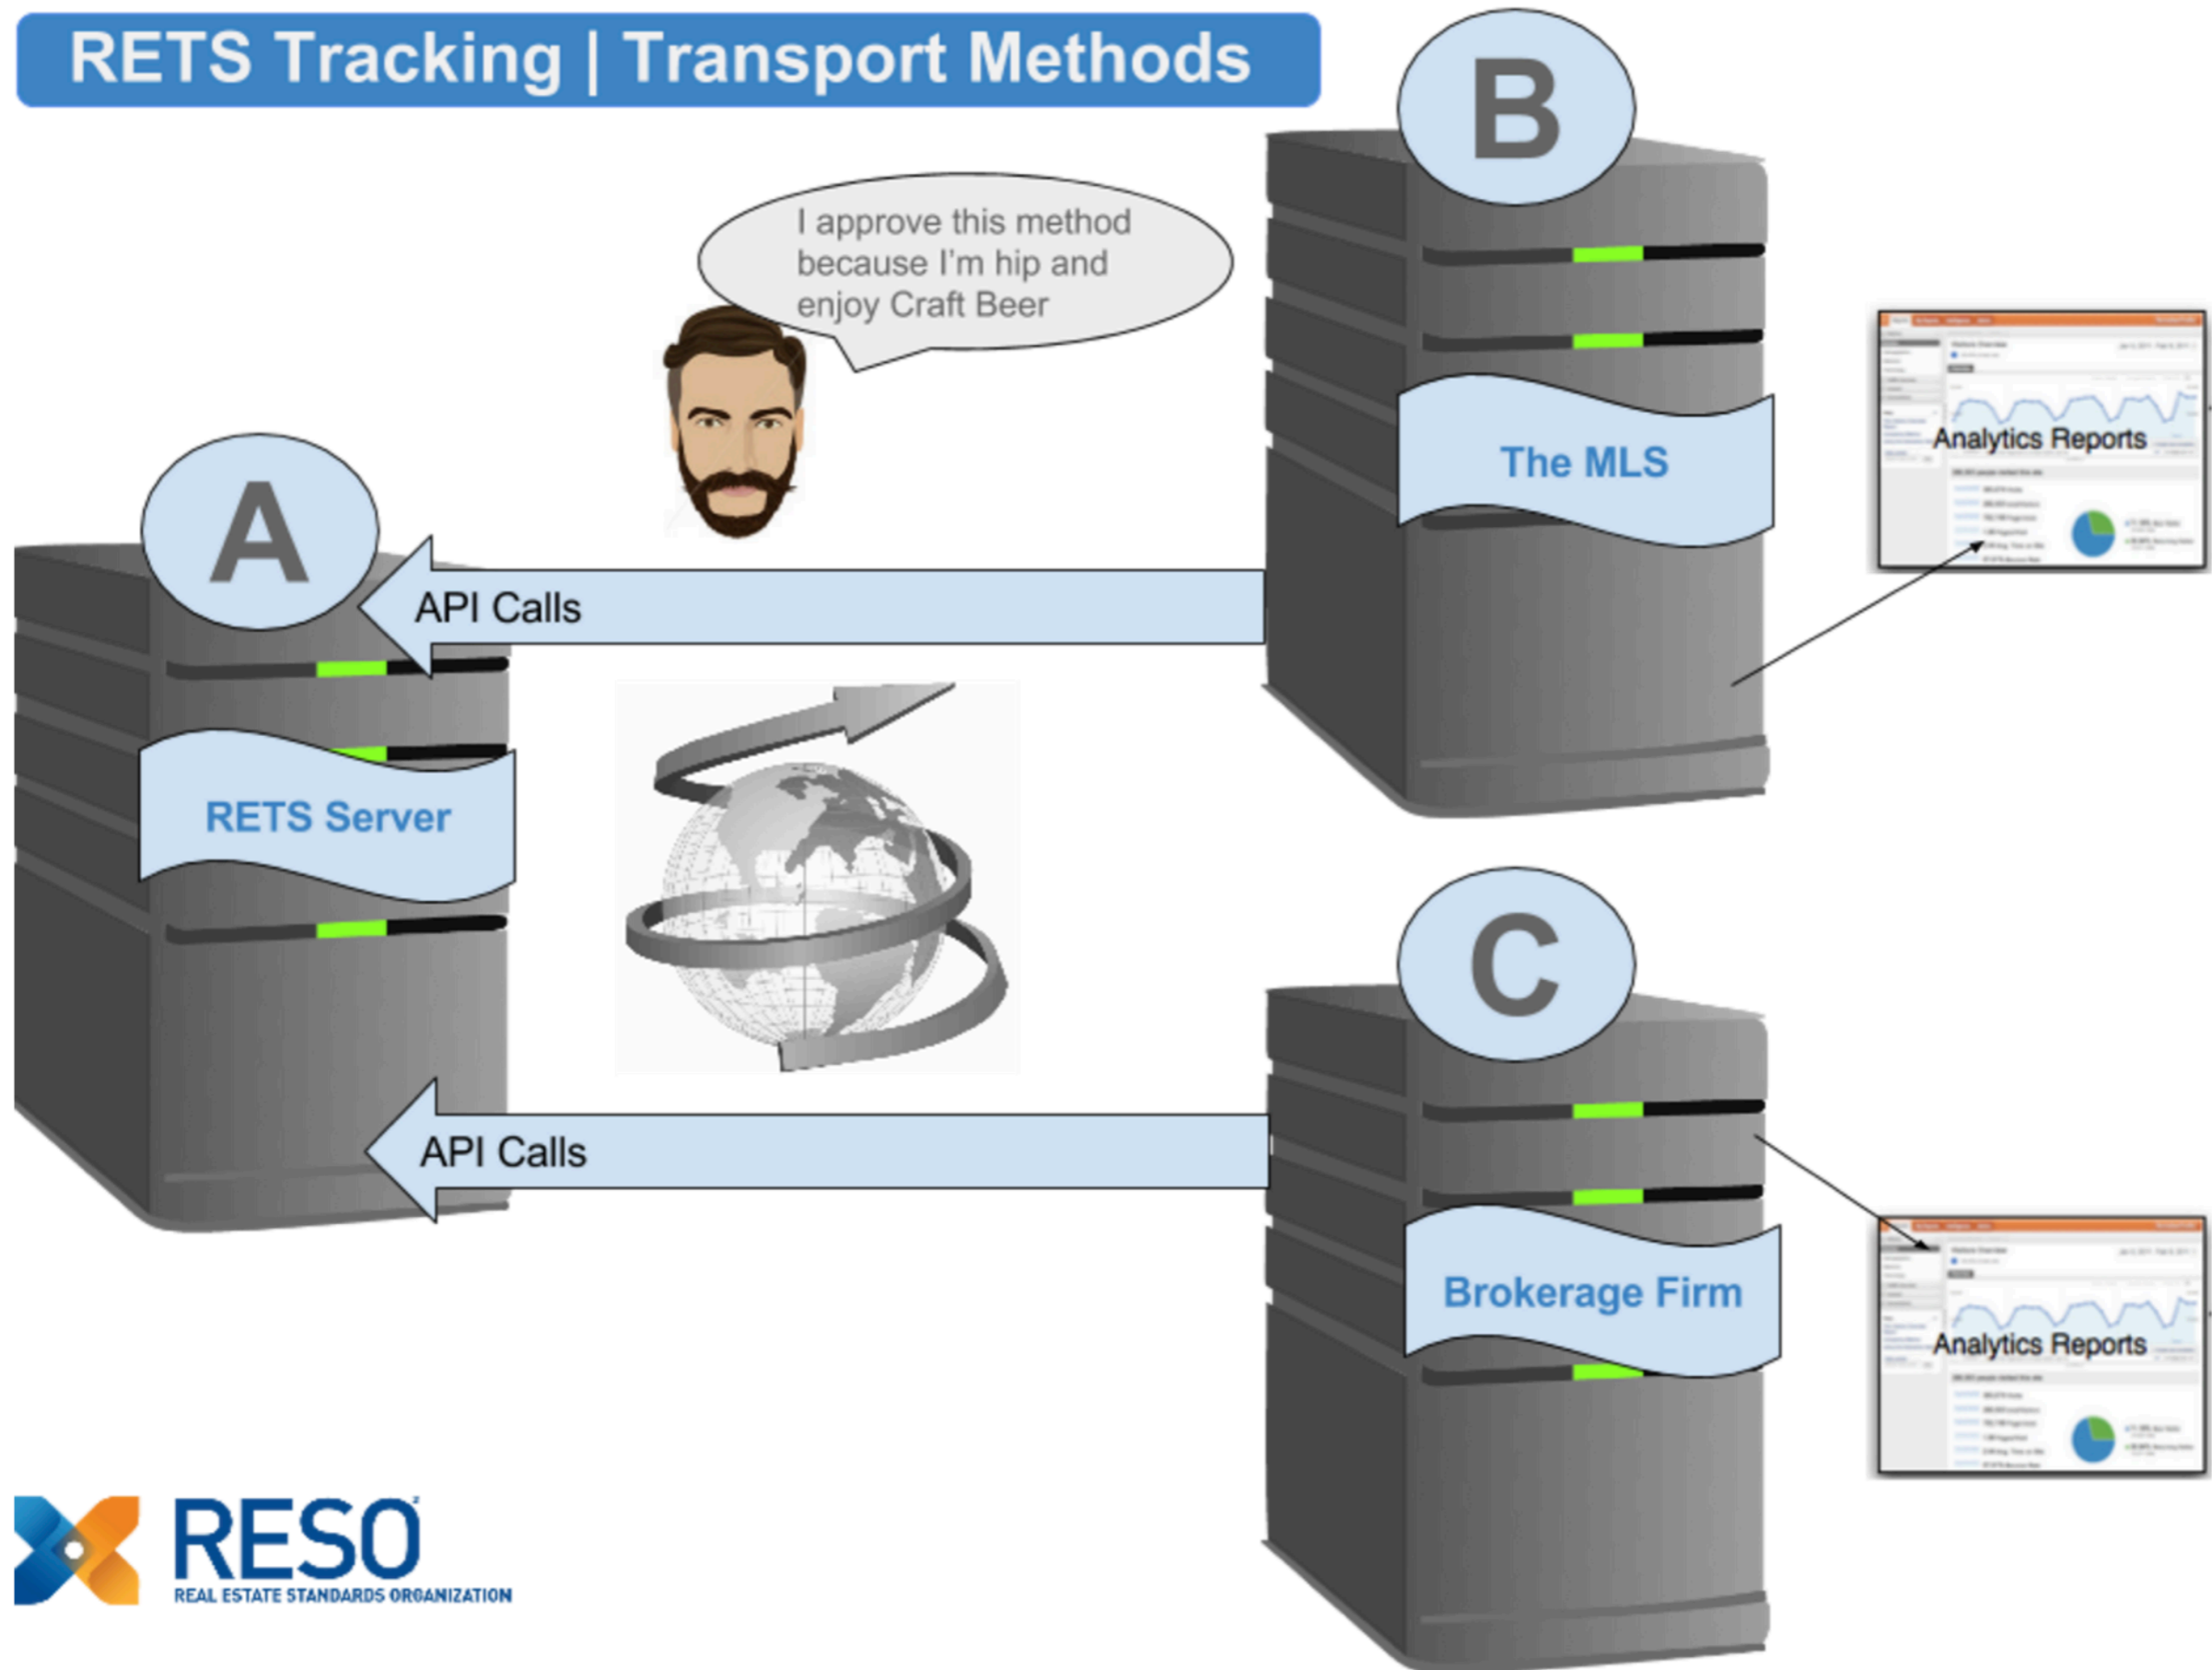 RETS Tracking | Transport Methods
B
I approve this method
because I'm hip and
enjoy Craft Beer
The MLS
Analytics Reports
A
API Calls
RETS Server
C
API Calls
Brokerage Firm
Analytics Reports
RESO
REAL ESTATE STANDARDS ORGANIZATION